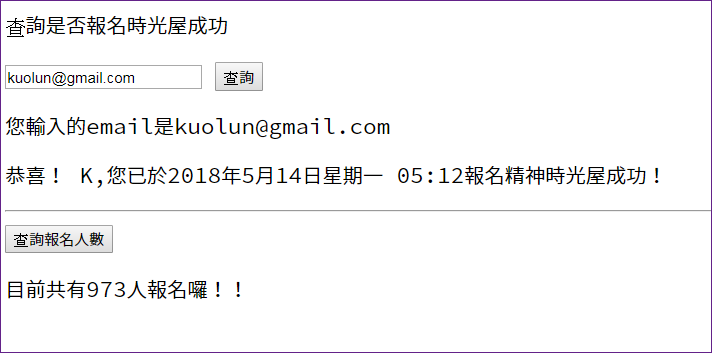 查詢是否報名時光屋成功
kuolun@gmail.com 查詢
您輸入的email是kuolun@gmail.com
恭喜！ K,您已於2018年5月14日星期一 05:12報名精神時光屋成功！
查詢報名人數
目前共有973人報名囉！！